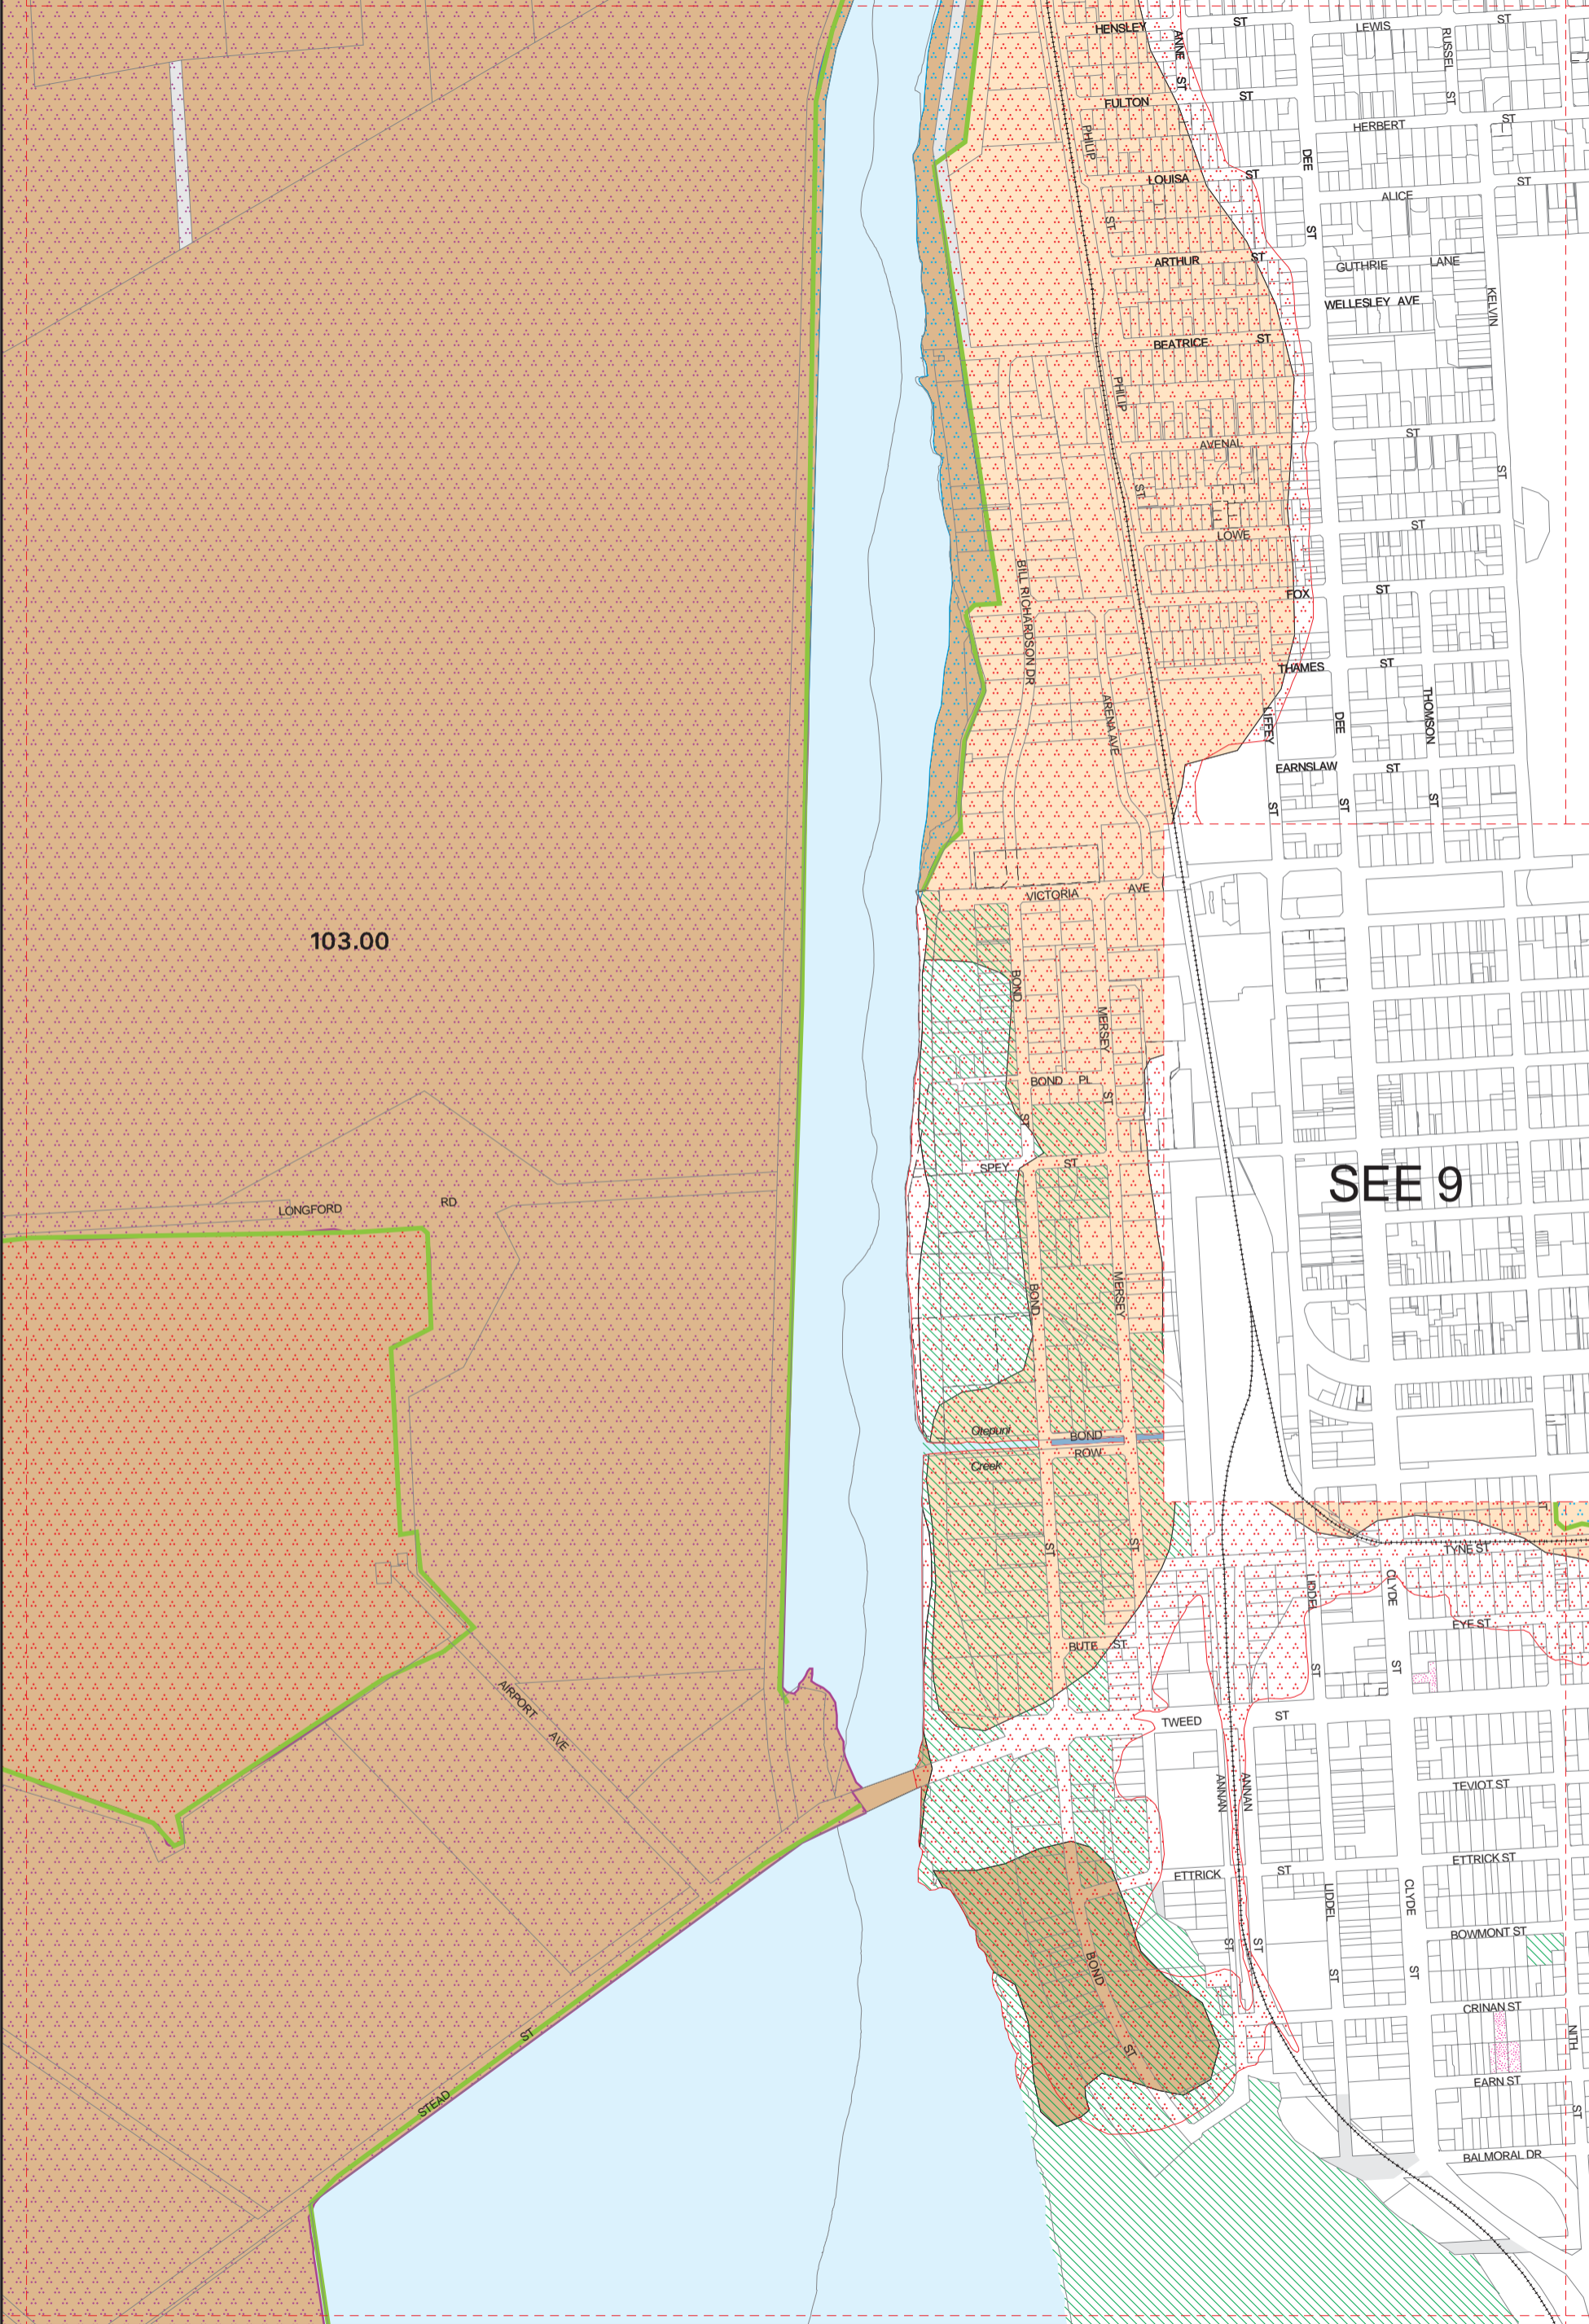 HENSLEY ST
LEWIS ST
ANNE ST
RUSSEL ST
FULTON ST
HERBERT ST
PHILIP ST
DEE ST
LOUISA ST
ALICE ST
ARTHUR ST
GUTHRIE LANE
WELLESLEY AVE
KELVIN ST
BEATRICE ST
PHILIP ST
AVENAL ST
LOWE ST
BILL RICHARDSON DR
FOX ST
THAMES ST
ARENA AVE
LIFFEY ST
DEE ST
THOMSON ST
EARNSLAW ST
VICTORIA AVE
103.00
BOND ST
MERSEY ST
BOND PL
SPEY ST
SEE 9
LONGFORD RD
BOND ST
MERSEY ST
Otepuni
Creek
BOND
ROW
TYNE ST
LIDDEL ST
CLYDE ST
EYE ST
BUTE ST
AIRPORT AVE
TWEED ST
ANNAN ST
ANNAN ST
TEVIOT ST
ETTRICK ST
ETTRICK ST
LIDDEL ST
CLYDE ST
BOWMONT ST
BOND ST
CRINAN ST
NITH ST
STEAD ST
EARN ST
BALMORAL DR